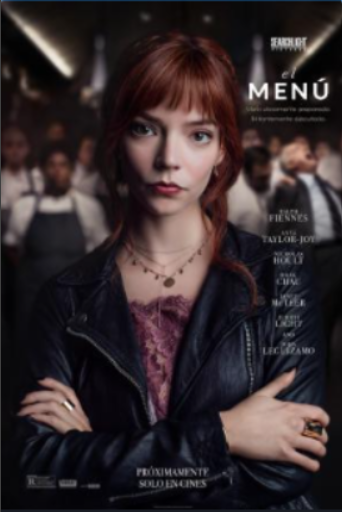 SEARCHLIGHT
PICTURES
el
MENÚ
RALPH
FIENNES
ANYA
TAYLOR-JOY
NICHOLAS
HOULT
HONG
CHAU
JANET
McTEER
JUDITH
LIGHT
AND
JOHN
LEGUIZAMO
R
PRÓXIMAMENTE
SOLO EN CINES